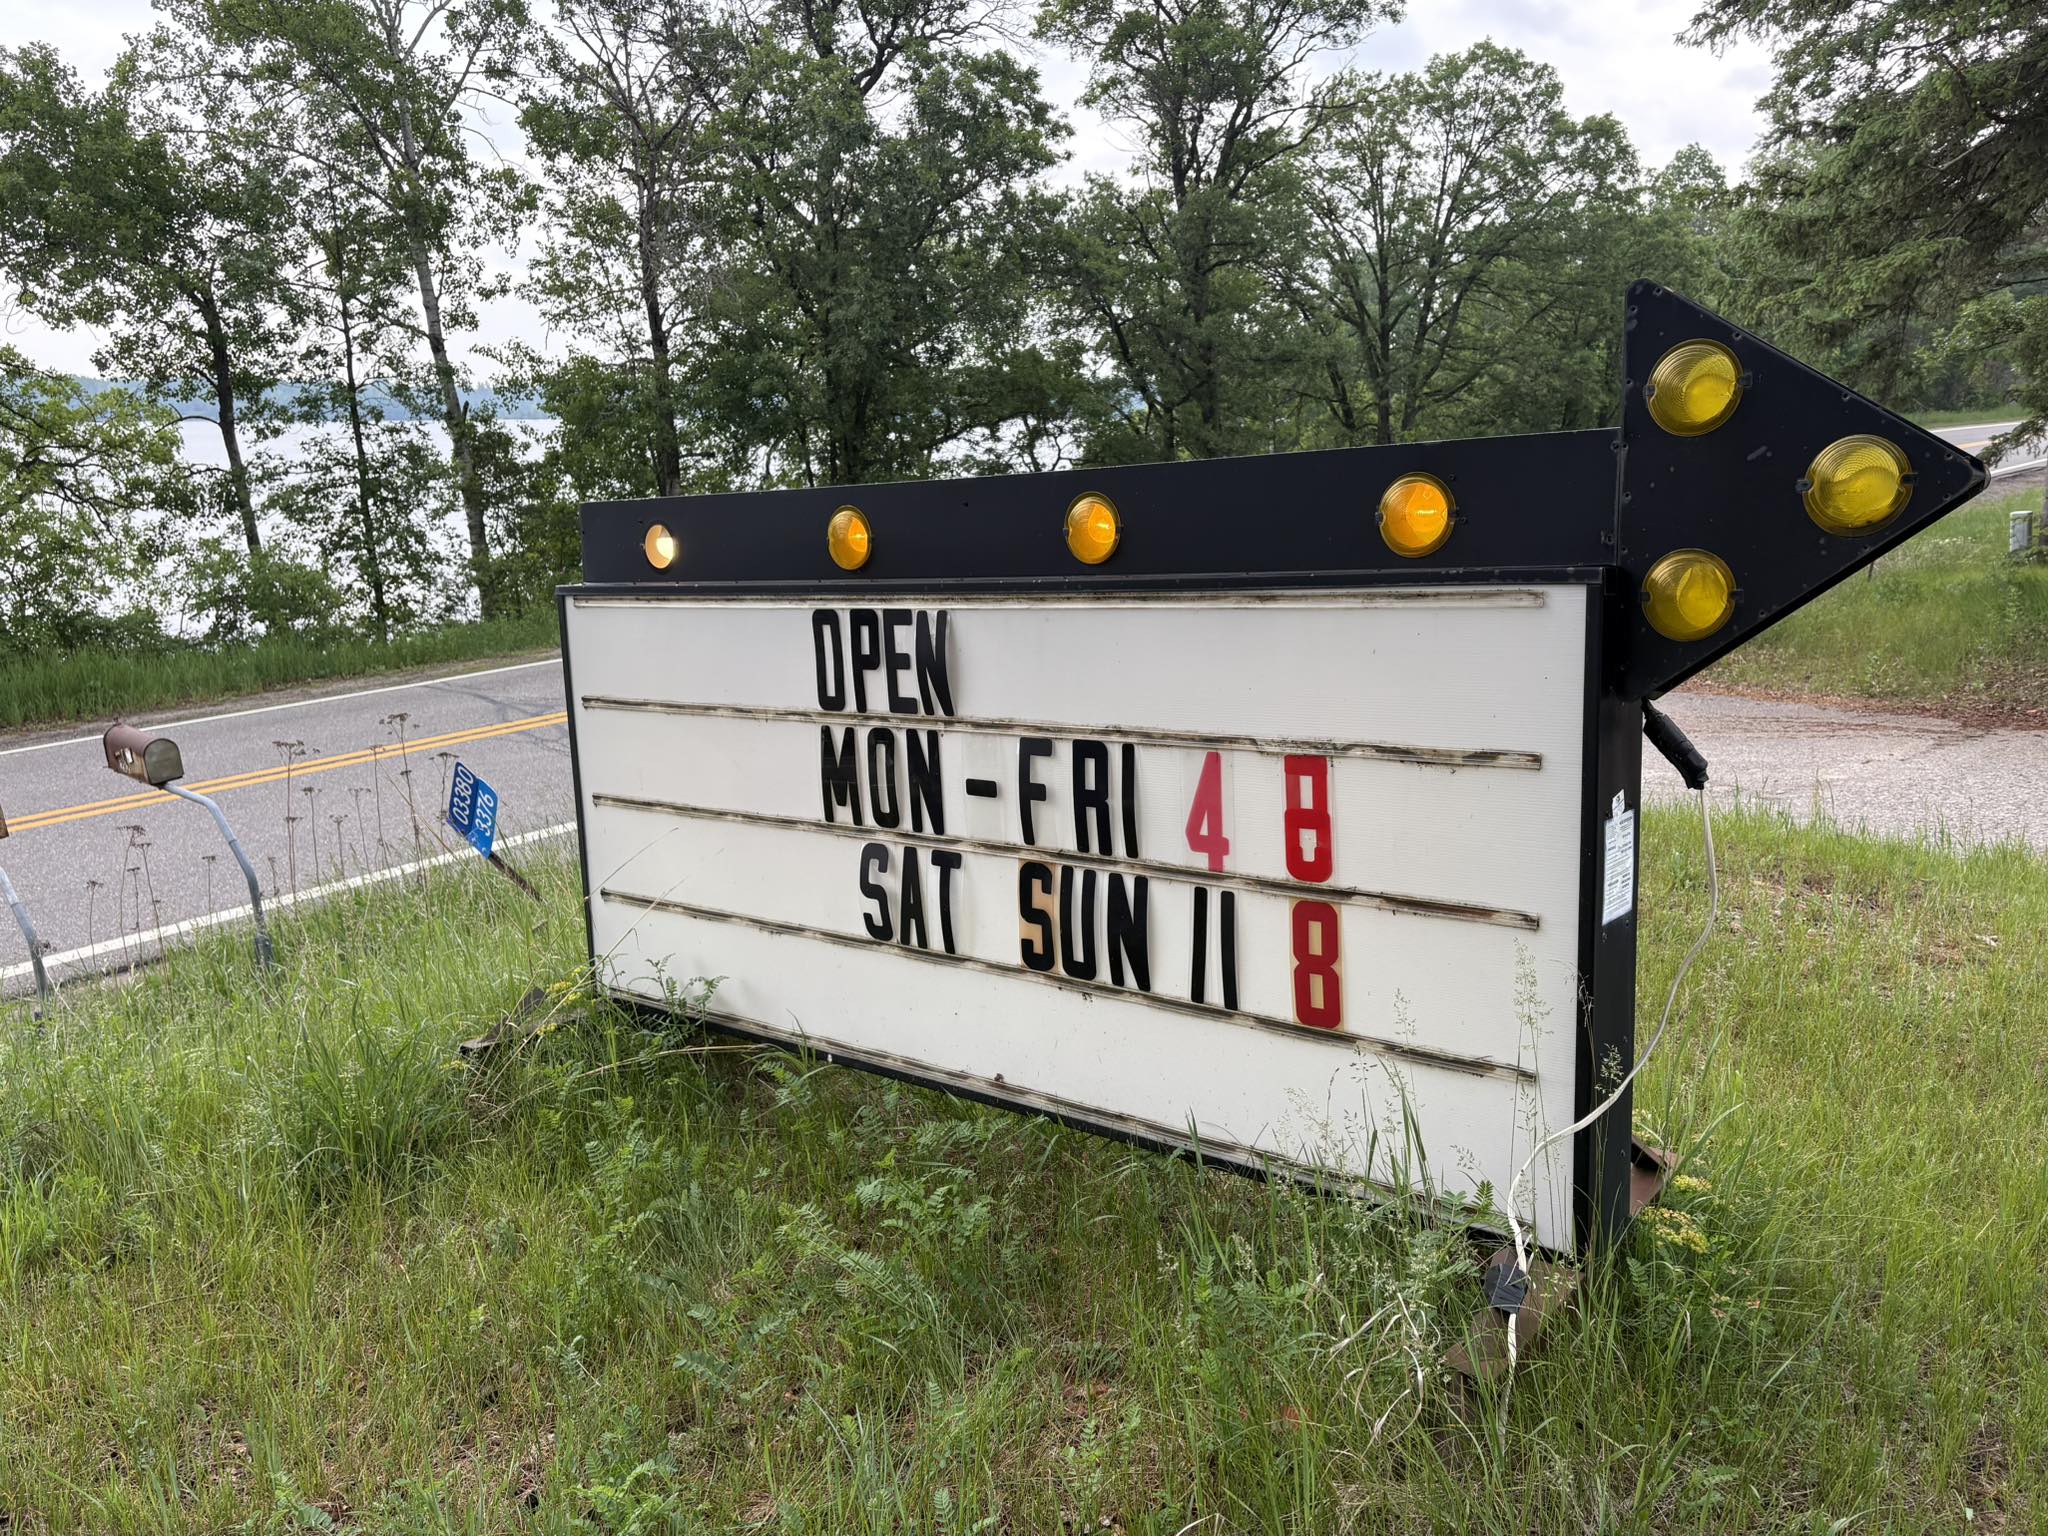 OPEN
MON-FRI 4 8
SAT SUN 11 8
03380
3376